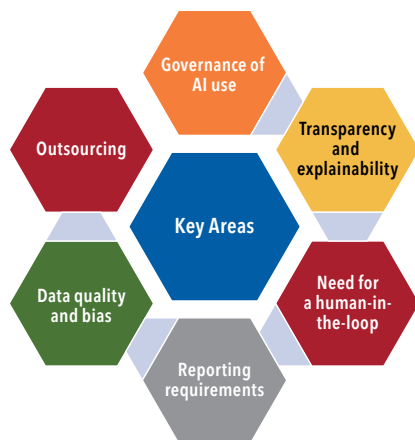 Governance of
AI use
Transparency
and
explainability
Outsourcing
Key Areas
Need for
a human-in-
the-loop
Data quality
and bias
Reporting
requirements